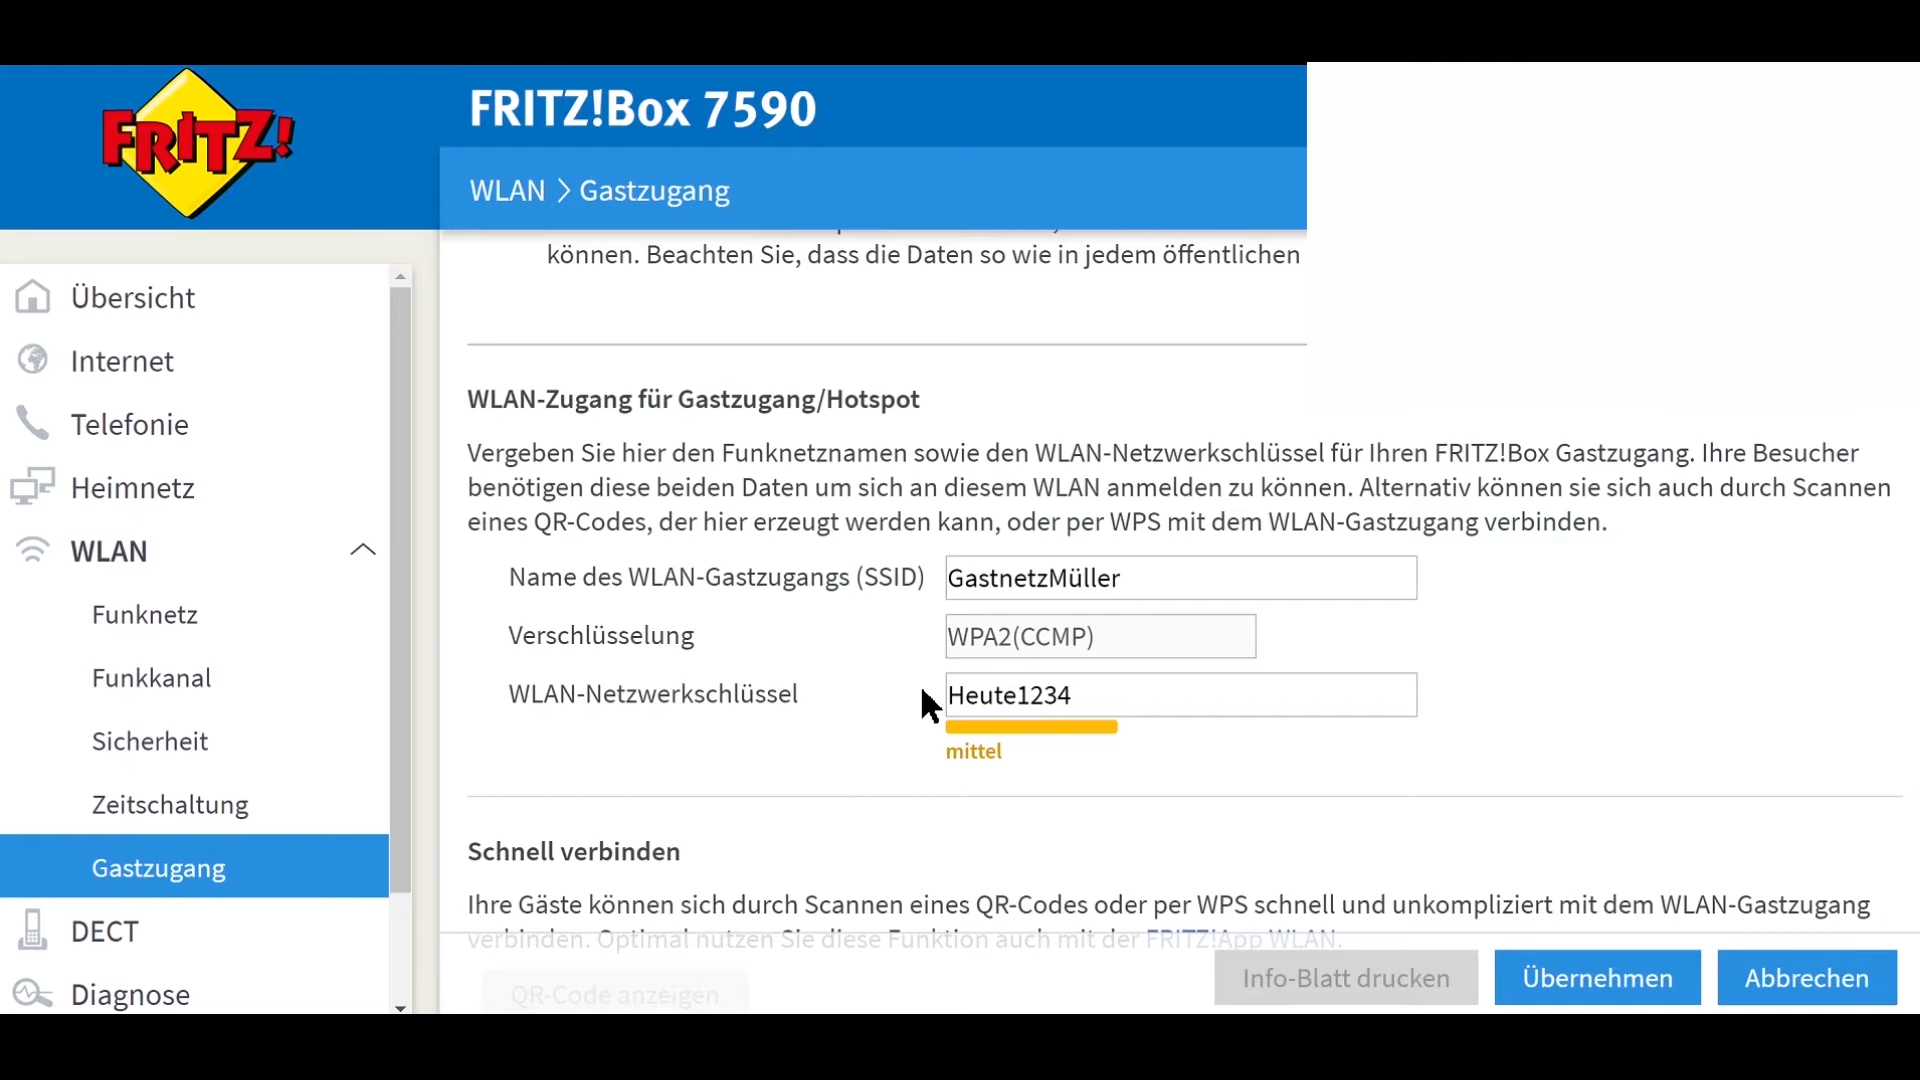 FRITZ!
FRITZ!Box 7590
WLAN > Gastzugang
können. Beachten Sie, dass die Daten so wie in jedem öffentlichen
Übersicht
Internet
Telefonie
Heimnetz
WLAN
Funknetz
Funkkanal
Sicherheit
Zeitschaltung
Gastzugang
DECT
Diagnose
WLAN-Zugang für Gastzugang/Hotspot
Vergeben Sie hier den Funknetznamen sowie den WLAN-Netzwerkschlüssel für Ihren FRITZ!Box Gastzugang. Ihre Besucher
benötigen diese beiden Daten um sich an diesem WLAN anmelden zu können. Alternativ können sie sich auch durch Scannen
eines QR-Codes, der hier erzeugt werden kann, oder per WPS mit dem WLAN-Gastzugang verbinden.
Name des WLAN-Gastzugangs (SSID) GastnetzMüller
Verschlüsselung WPA2(CCMP)
WLAN-Netzwerkschlüssel Heute1234
mittel
Schnell verbinden
Ihre Gäste können sich durch Scannen eines QR-Codes oder per WPS schnell und unkompliziert mit dem WLAN-Gastzugang
verbinden. Optimal nutzen Sie diese Funktion auch mit der FRITZ!App WLAN.
QR-Code anzeigen
Info-Blatt drucken Übernehmen Abbrechen